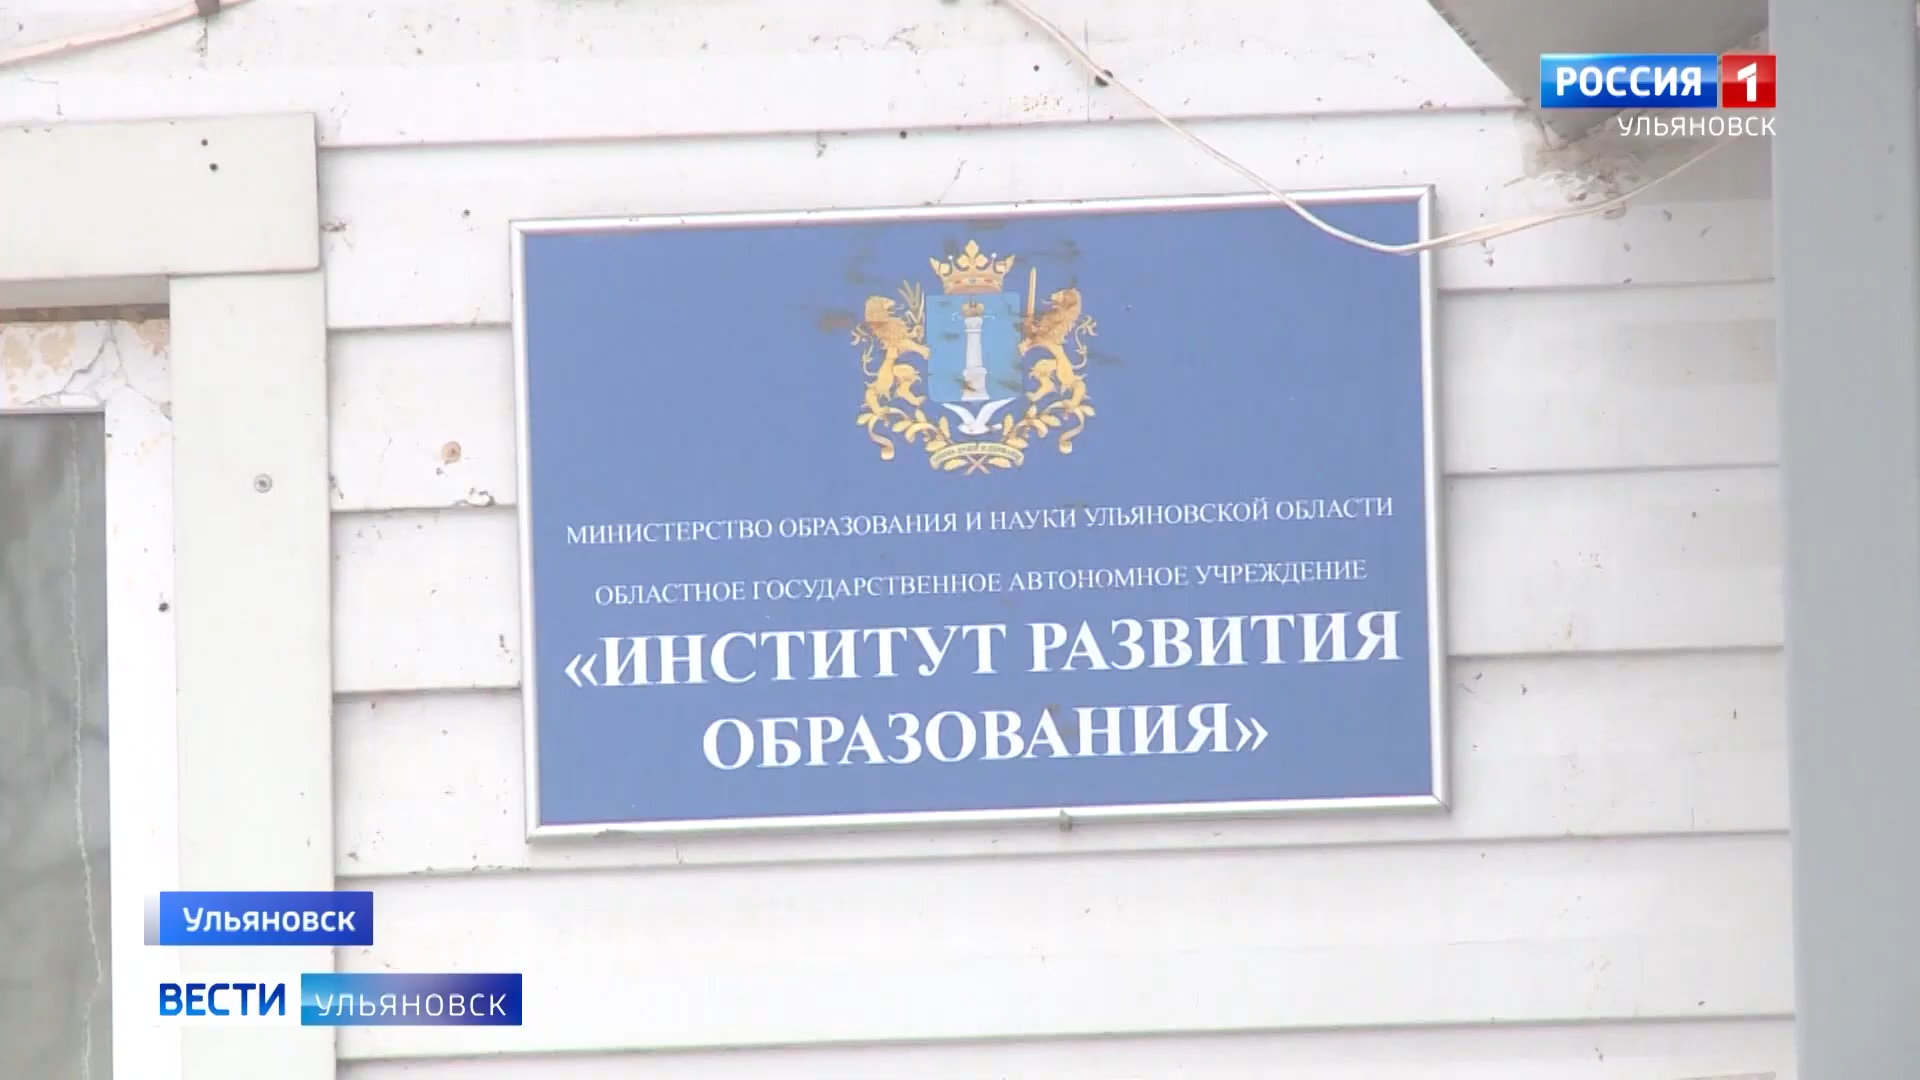 РОССИЯ 1
УЛЬЯНОВСК
МИНИСТЕРСТВО ОБРАЗОВАНИЯ И НАУКИ УЛЬЯНОВСКОЙ ОБЛАСТИ
ОБЛАСТНОЕ ГОСУДАРСТВЕННОЕ АВТОНОМНОЕ УЧРЕЖДЕНИЕ
«ИНСТИТУТ РАЗВИТИЯ
ОБРАЗОВАНИЯ»
Ульяновск
ВЕСТИ УЛЬЯНОВСК